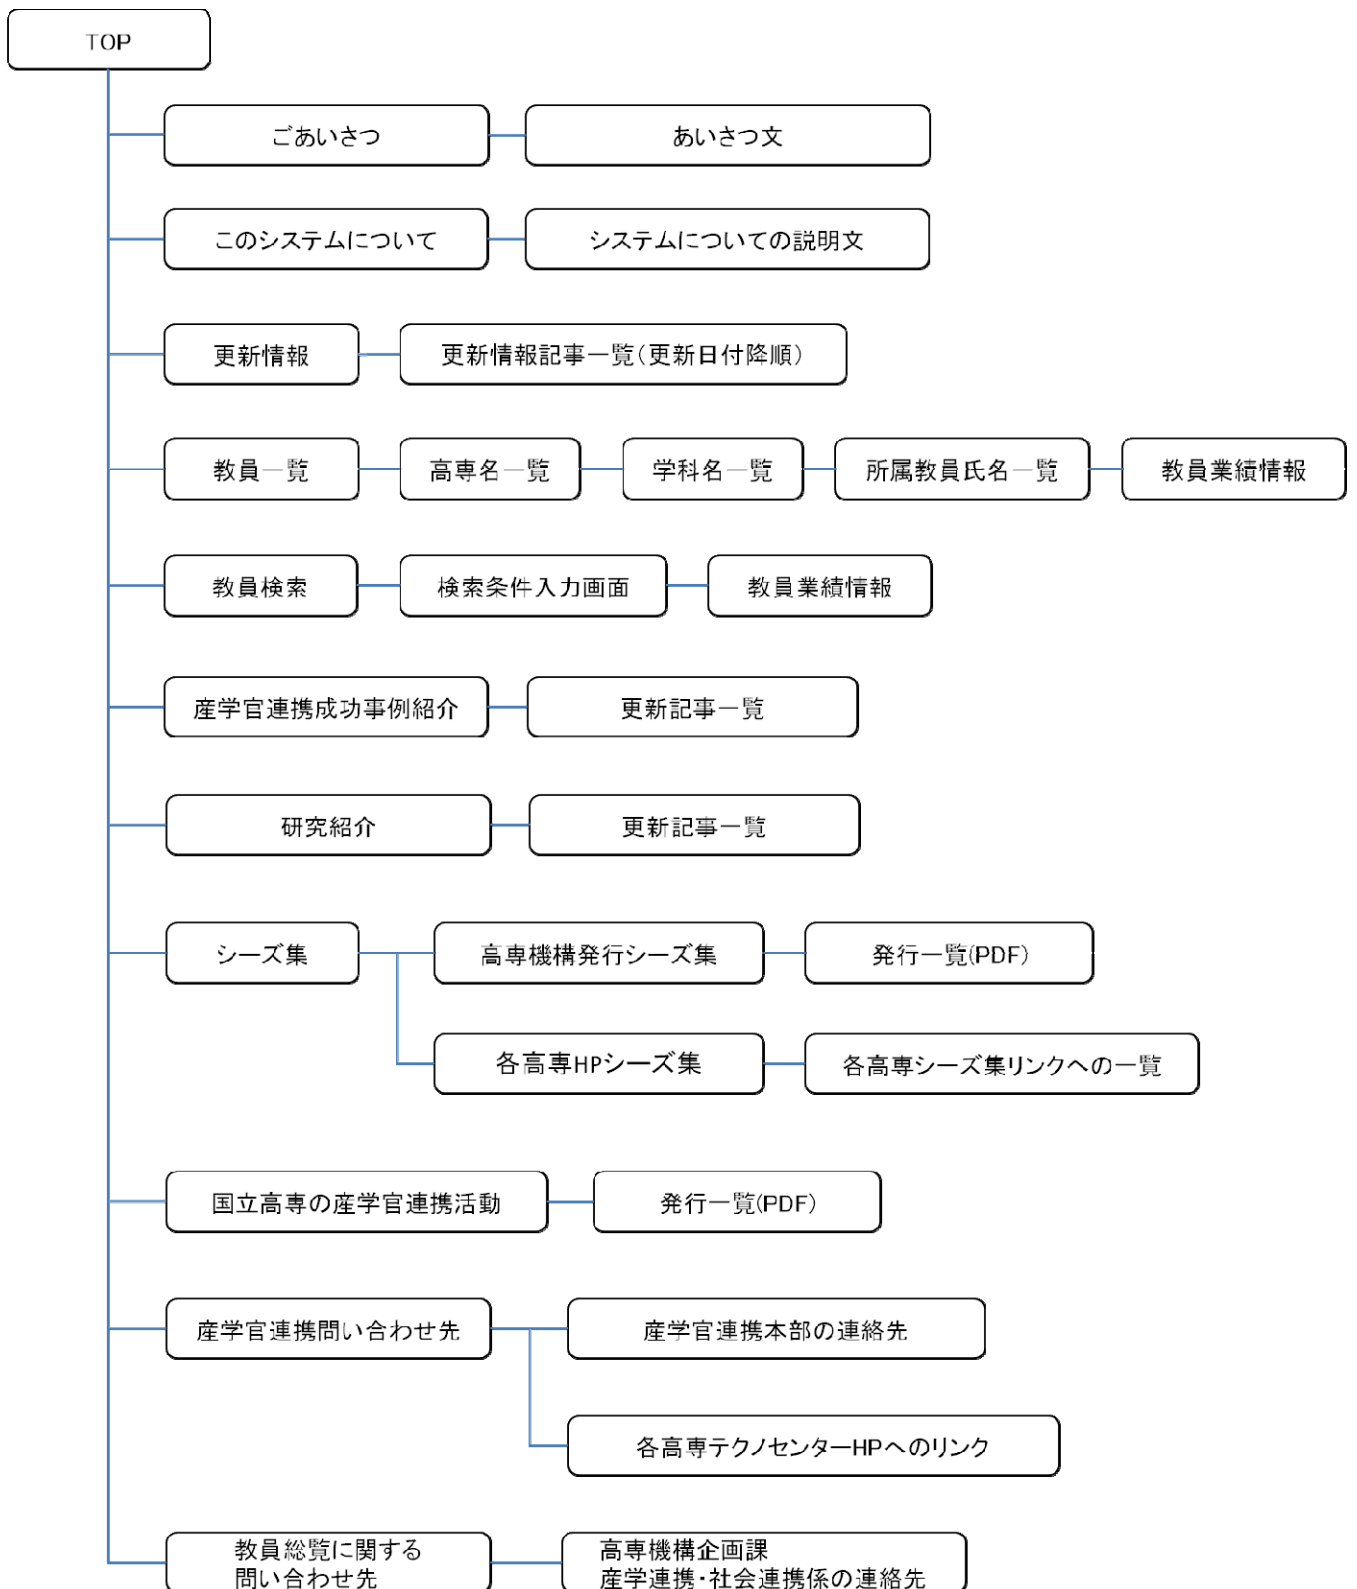 TOP
ごあいさつ
あいさつ文
このシステムについて
システムについての説明文
更新情報
更新情報記事一覧(更新日付降順)
教員一覧
高専名一覧
学科名一覧
所属教員氏名一覧
教員業績情報
教員検索
検索条件入力画面
教員業績情報
産学官連携成功事例紹介
更新記事一覧
研究紹介
更新記事一覧
シーズ集
高専機構発行シーズ集
発行一覧(PDF)
各高専HPシーズ集
各高専シーズ集リンクへの一覧
国立高専の産学官連携活動
発行一覧(PDF)
産学官連携問い合わせ先
産学官連携本部の連絡先
各高専テクノセンターHPへのリンク
教員総覧に関する
問い合わせ先
高専機構企画課
産学連携・社会連携係の連絡先